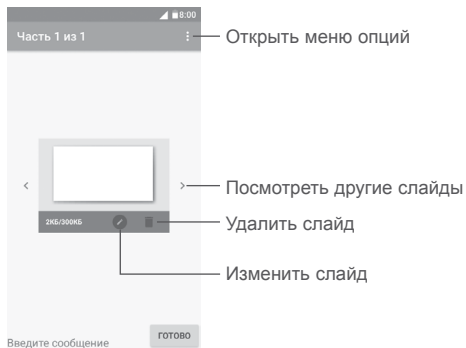 8:00
Часть 1 из 1
Открыть меню опций
Посмотреть другие слайды
2КБ/300КБ
Удалить слайд
Изменить слайд
Введите сообщение
ГОТОВО